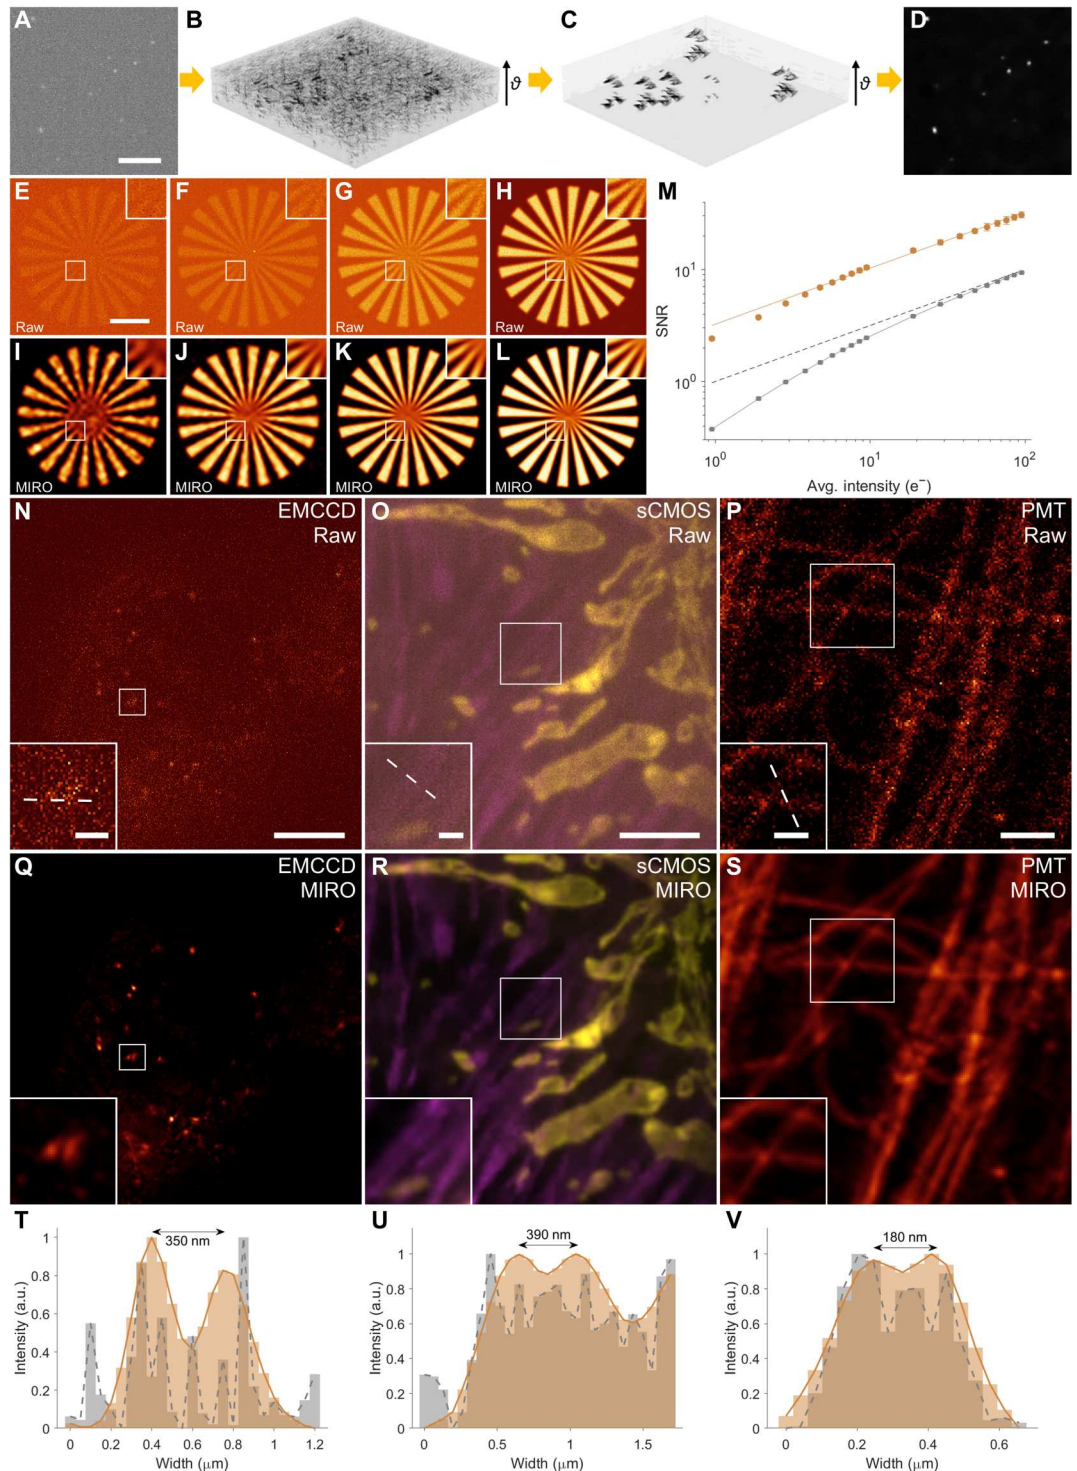 A
B
C
D
ϑ
ϑ
E
F
G
H
M
Raw
Raw
Raw
Raw
I
J
K
L
MIRO
MIRO
MIRO
MIRO
SNR
10¹
10⁰
10⁰
10¹
10²
Avg. intensity (e⁻)
N
EMCCD
Raw
O
sCMOS
Raw
P
PMT
Raw
Q
EMCCD
MIRO
R
sCMOS
MIRO
S
PMT
MIRO
T
350 nm
Intensity (a.u.)
1
0.8
0.6
0.4
0.2
0
0
0.2
0.4
0.6
0.8
1
1.2
Width (μm)
U
390 nm
Intensity (a.u.)
1
0.8
0.6
0.4
0.2
0
0
0.5
1
1.5
Width (μm)
V
180 nm
Intensity (a.u.)
1
0.8
0.6
0.4
0.2
0
0
0.2
0.4
0.6
Width (μm)